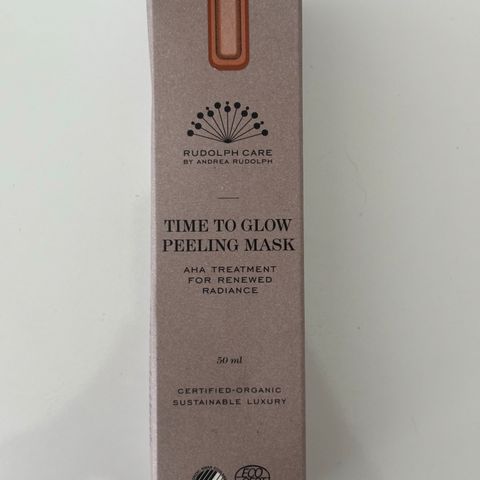 RUDOLPH CARE
BY ANDREA RUDOLPH
TIME TO GLOW
PEELING MASK
AHA TREATMENT
FOR RENEWED
RADIANCE
50 ml
CERTIFIED-ORGANIC
SUSTAINABLE LUXURY
ECO